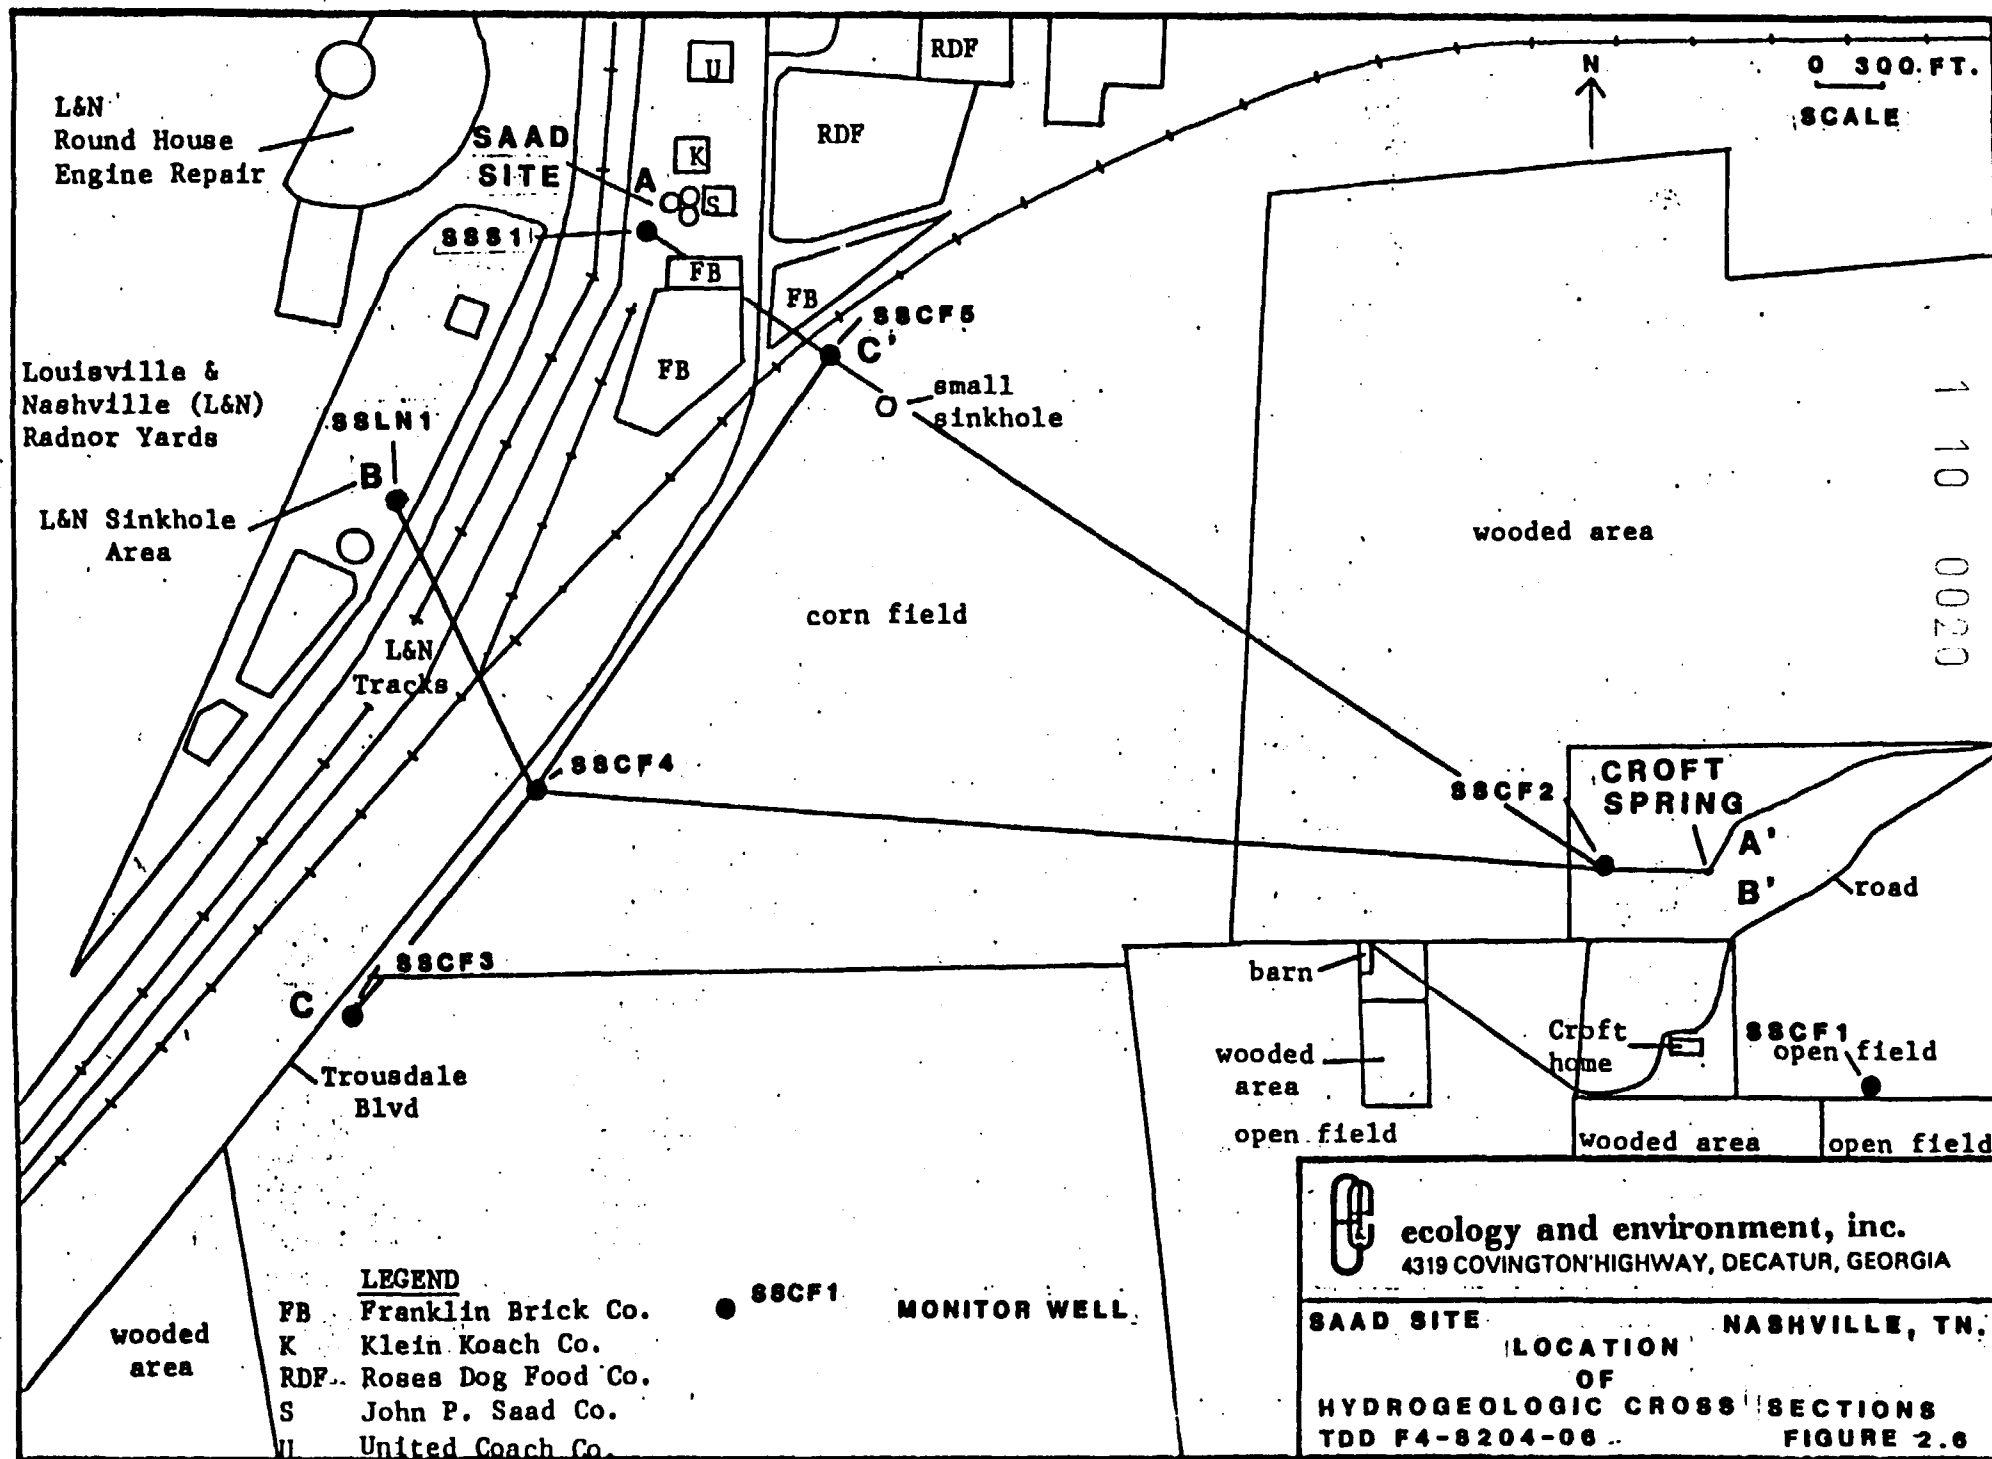 L&N
Round House
Engine Repair
SAAD
SITE
A
U
K
S
RDF
RDF
N
0 300 FT.
SCALE
SSS1
FB
FB
FB
SSCF5
C'
small
sinkhole
Louisville &
Nashville (L&N)
Radnor Yards
SSLN1
B
L&N Sinkhole
Area
wooded area
corn field
1 10 0020
L&N
Tracks
SSCF4
SSCF2
CROFT
SPRING
A'
B'
road
SSCF3
C
barn
Trousdale
Blvd
wooded
area
Croft
home
SSCF1
open field
open field
wooded area
open field
wooded
area
LEGEND
FB Franklin Brick Co.
K Klein Koach Co.
RDF Roses Dog Food Co.
S John P. Saad Co.
U United Coach Co.
SSCF1 MONITOR WELL
ecology and environment, inc.
4319 COVINGTON HIGHWAY, DECATUR, GEORGIA
SAAD SITE NASHVILLE, TN.
LOCATION
OF
HYDROGEOLOGIC CROSS SECTIONS
TDD F4-8204-06 FIGURE 2.6